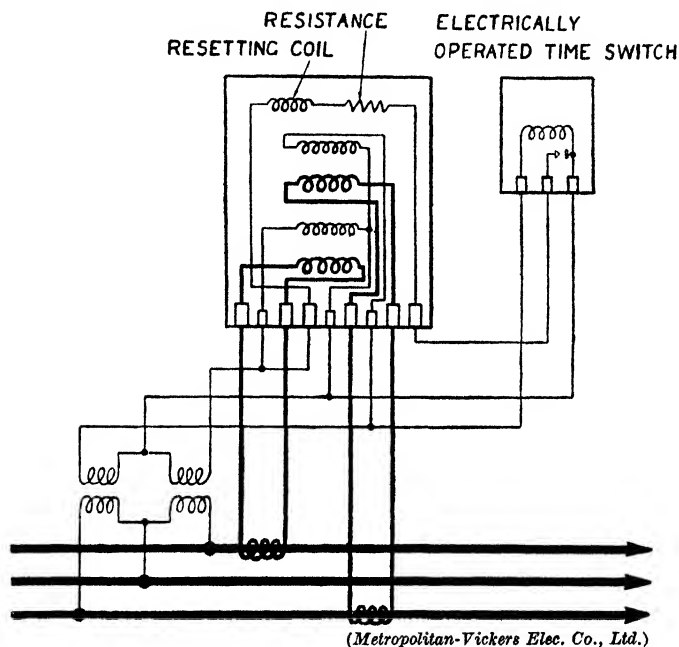 RESISTANCE
RESETTING COIL
ELECTRICALLY
OPERATED TIME SWITCH
(Metropolitan-Vickers Elec. Co., Ltd.)